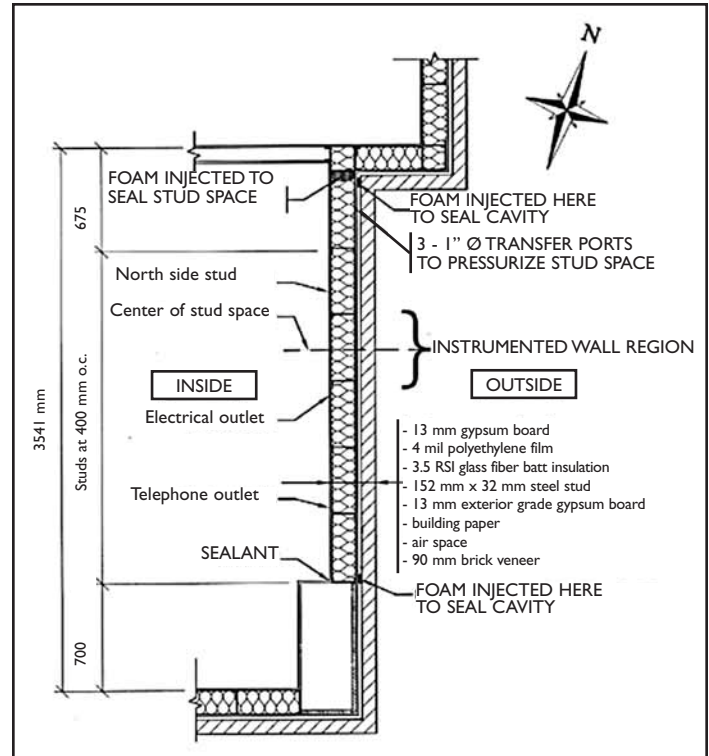 N
FOAM INJECTED TO
SEAL STUD SPACE
FOAM INJECTED HERE
TO SEAL CAVITY
3 - 1” Ø TRANSFER PORTS
TO PRESSURIZE STUD SPACE
675
North side stud
Center of stud space
INSTRUMENTED WALL REGION
INSIDE
OUTSIDE
3541 mm
Studs at 400 mm o.c.
Electrical outlet
- 13 mm gypsum board
- 4 mil polyethylene film
- 3.5 RSI glass fiber batt insulation
- 152 mm x 32 mm steel stud
- 13 mm exterior grade gypsum board
- building paper
- air space
- 90 mm brick veneer
Telephone outlet
SEALANT
FOAM INJECTED HERE
TO SEAL CAVITY
700